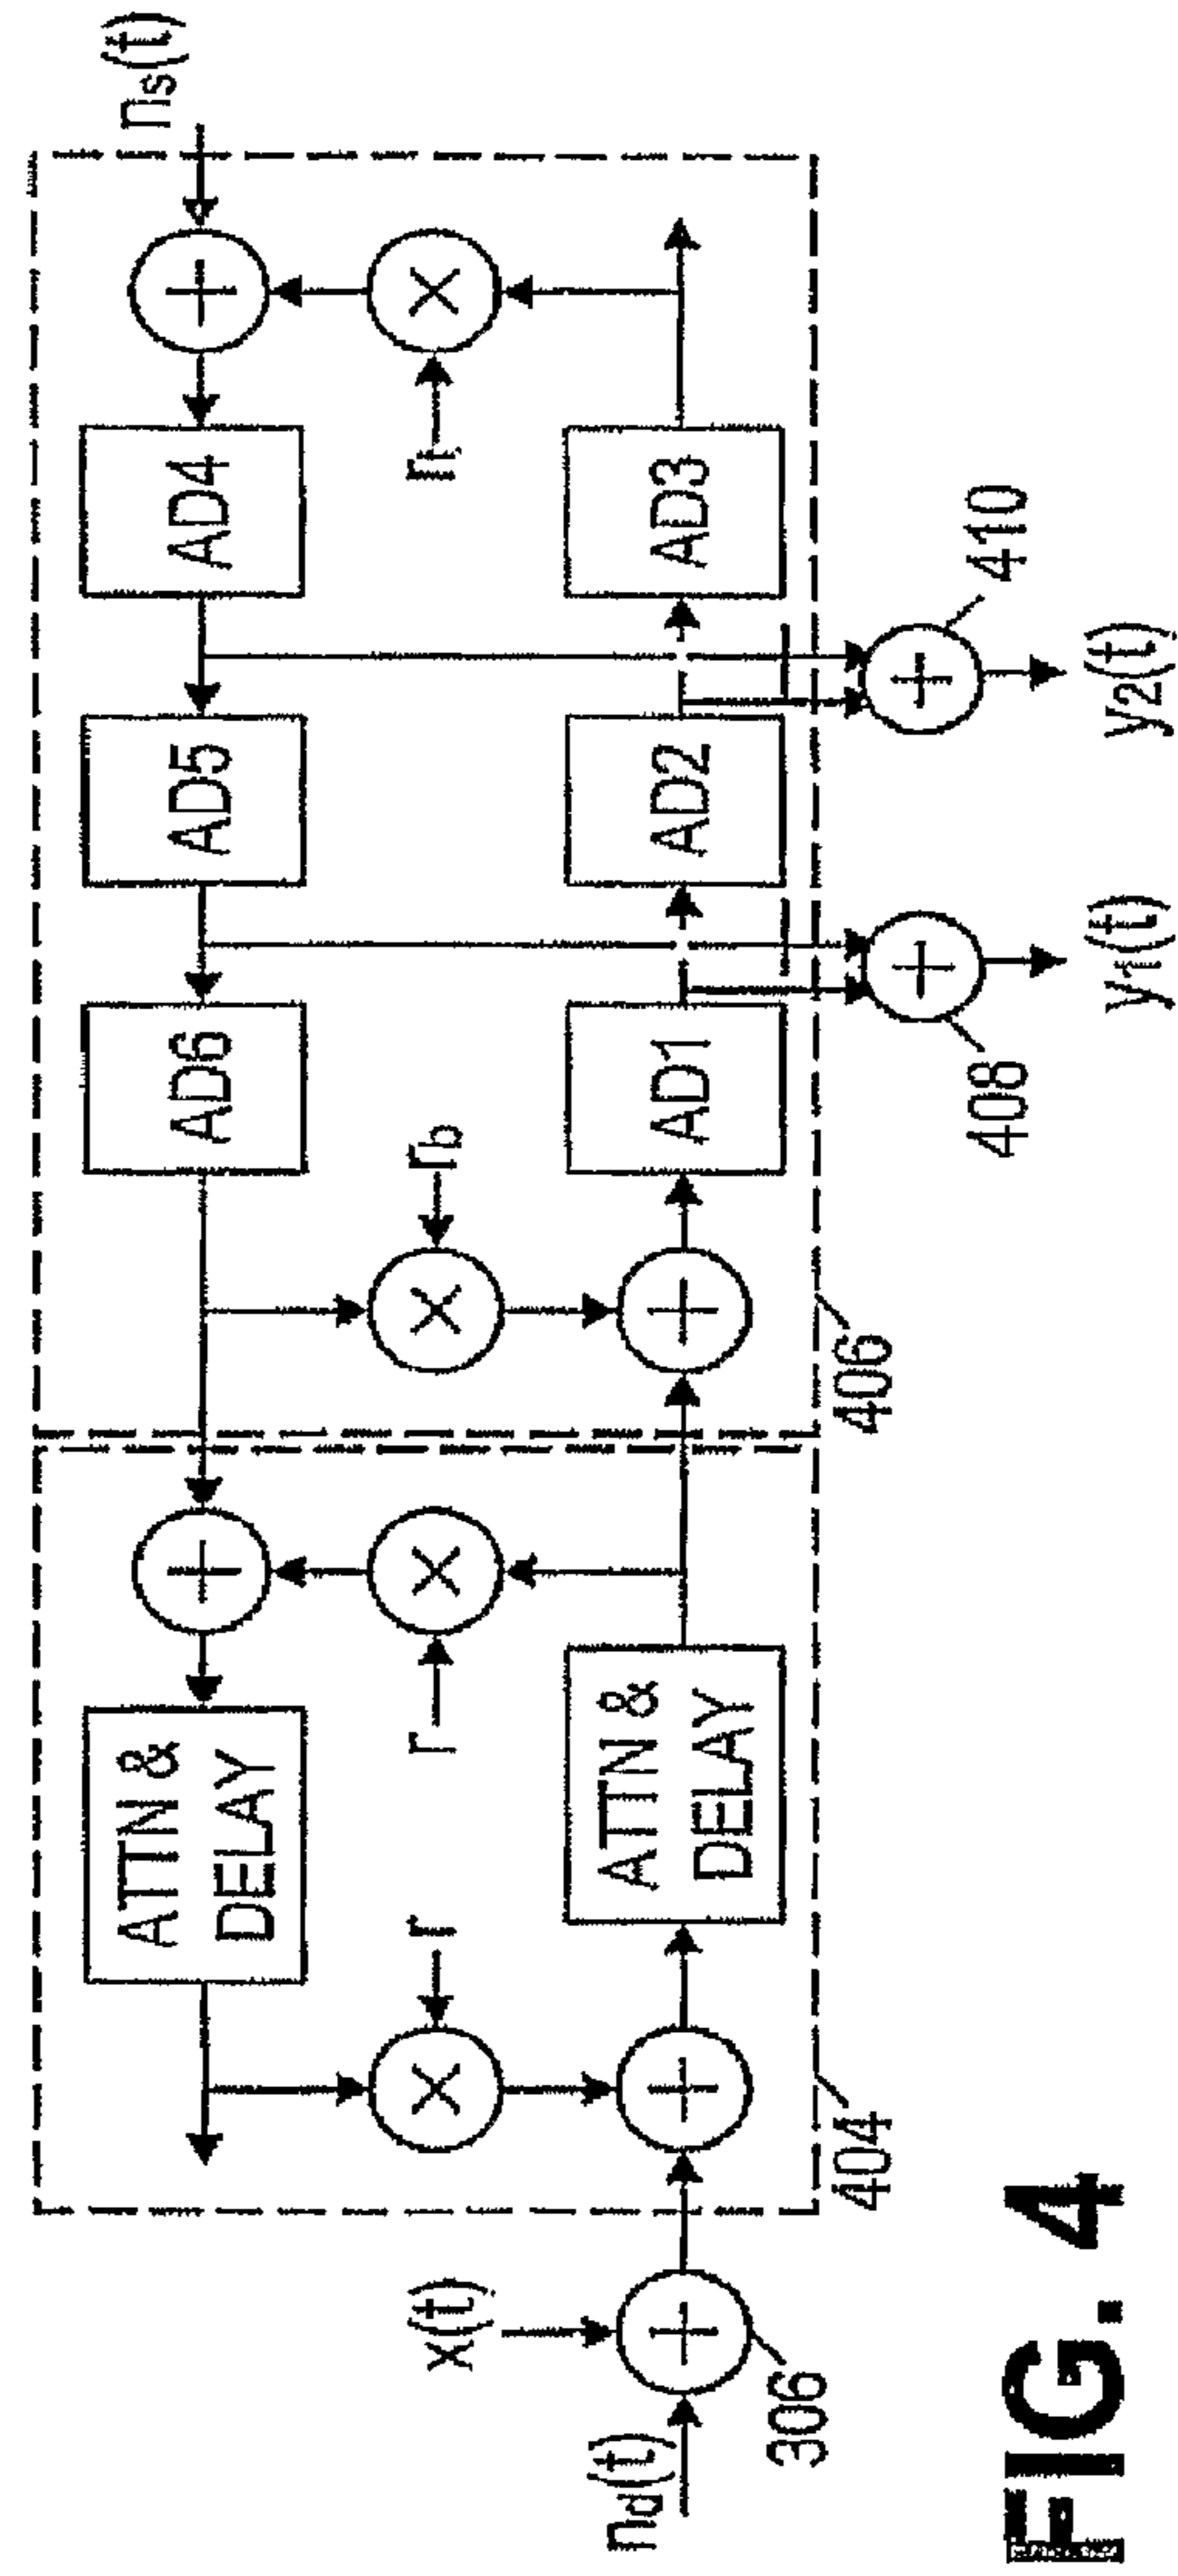 ATTN &
DELAY
AD6
AD5
AD4
ns(t)
x(t)
r
r
rb
nd(t)
306
ATTN &
DELAY
AD1
AD2
AD3
404
406
408
410
y1(t)
y2(t)
FIG. 4